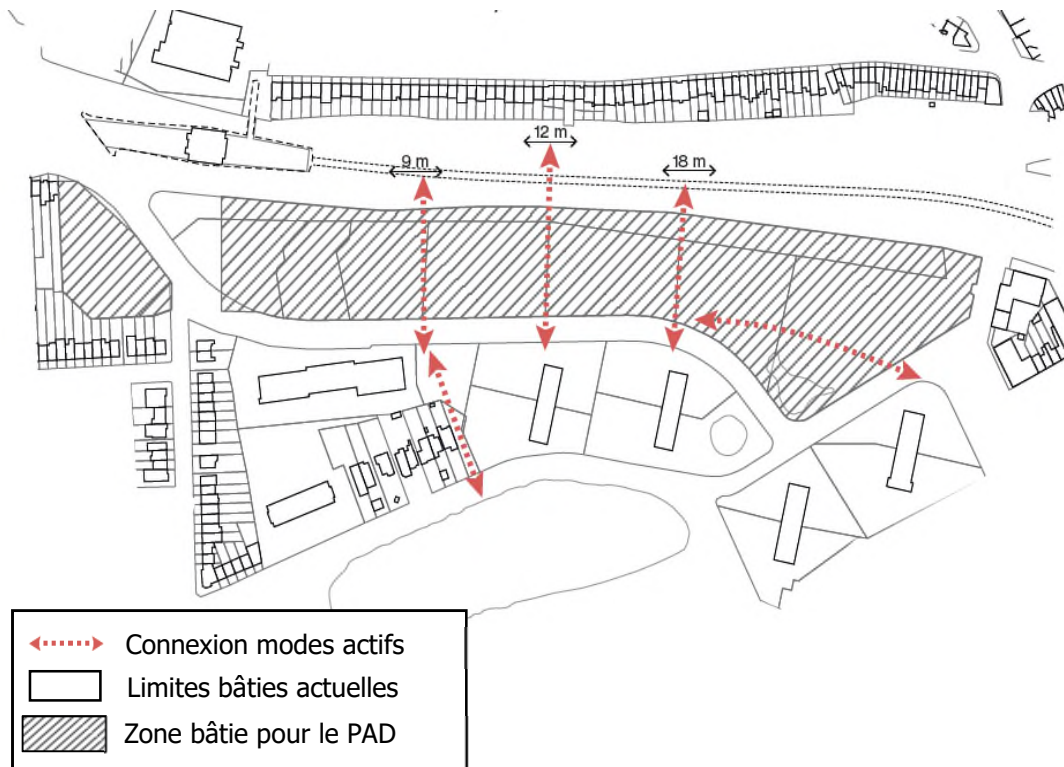 12 m
9 m
18 m
Connexion modes actifs
Limites bâties actuelles
Zone bâtie pour le PAD